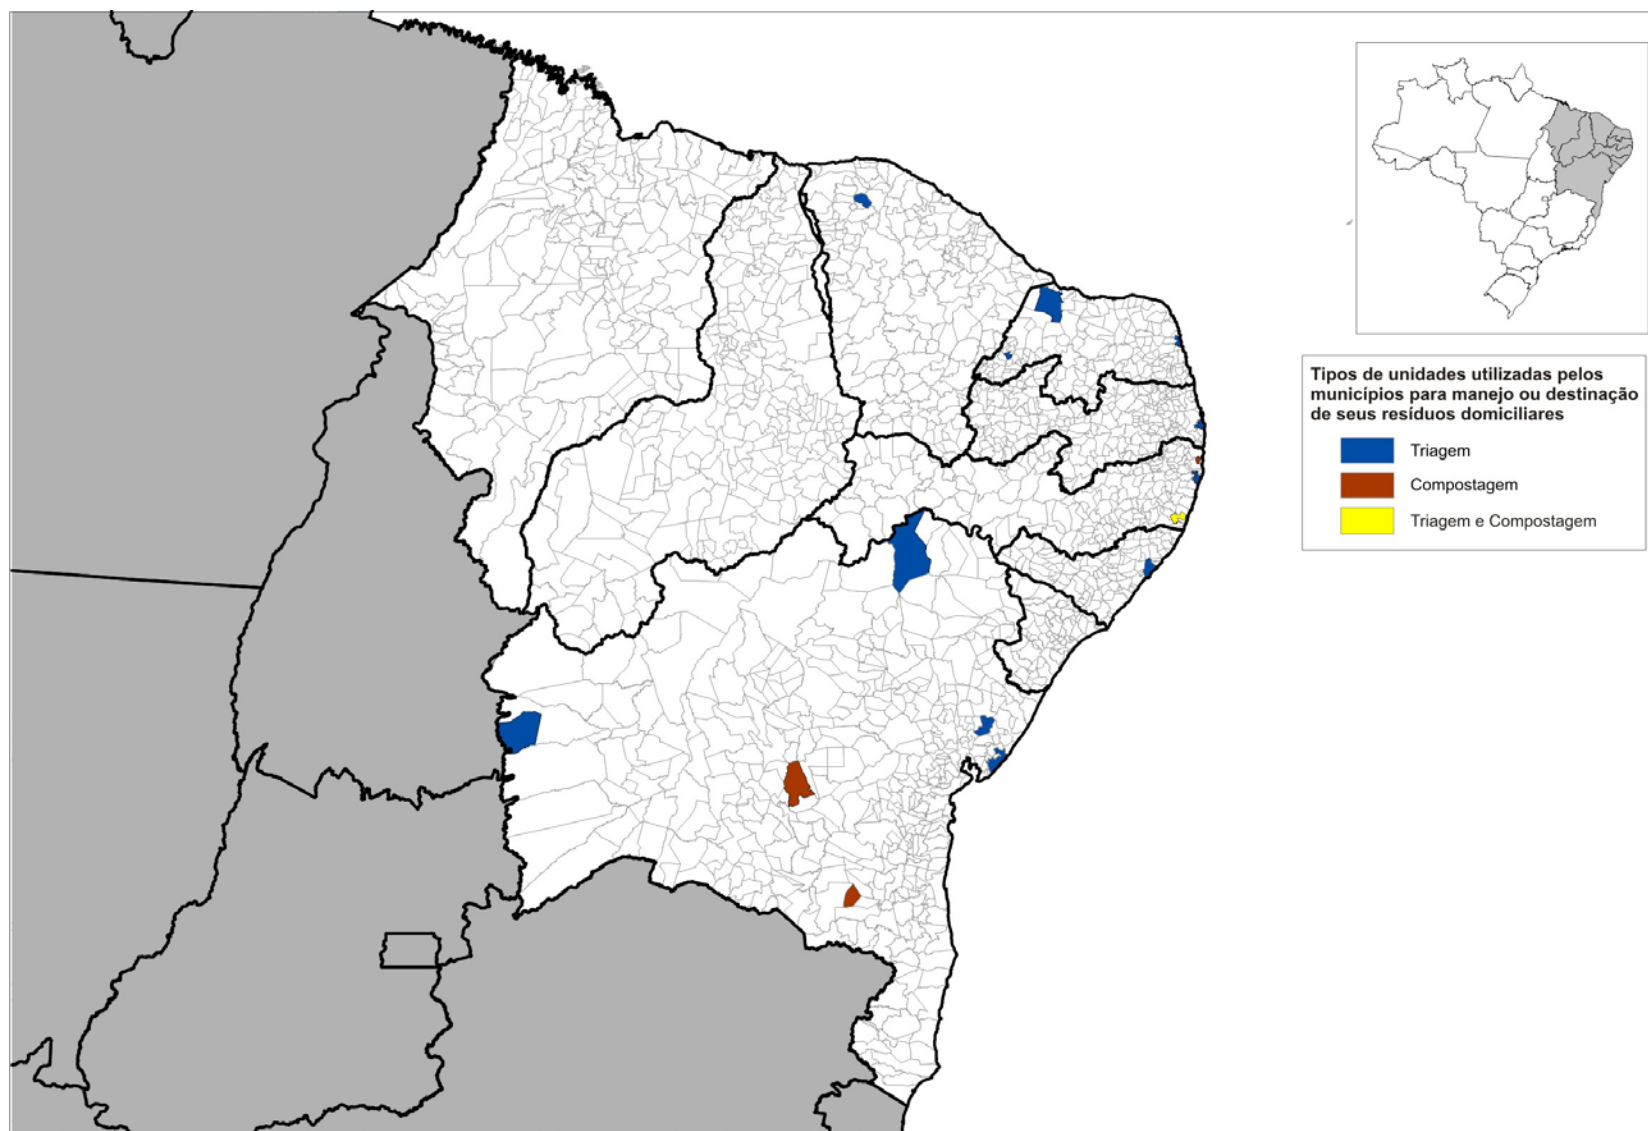 Tipos de unidades utilizadas pelos
municípios para manejo ou destinação
de seus resíduos domiciliares
Triagem
Compostagem
Triagem e Compostagem